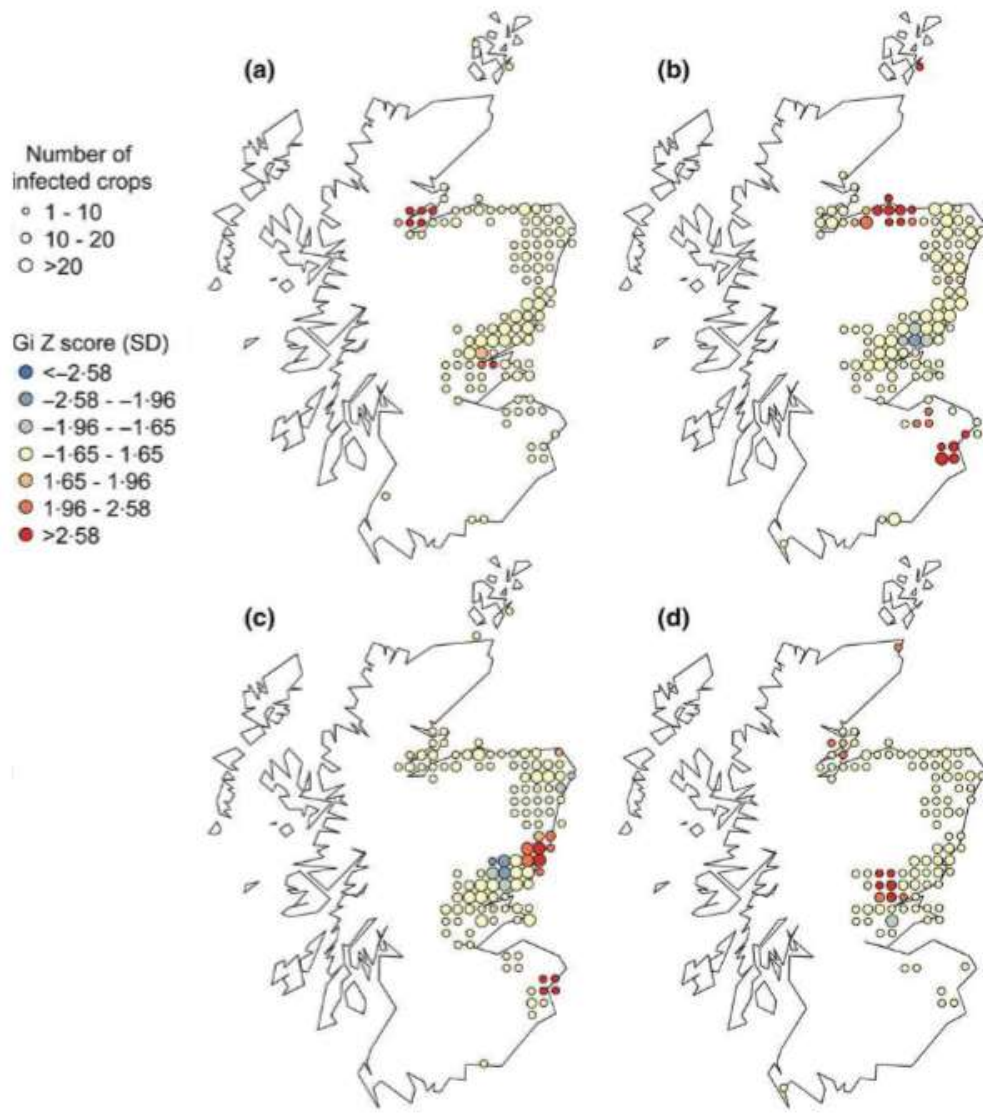 (a)
(b)
Number of
infected crops
1 - 10
10 - 20
>20
Gi Z score (SD)
<–2·58
–2·58 - –1·96
–1·96 - –1·65
–1·65 - 1·65
1·65 - 1·96
1·96 - 2·58
>2·58
(c)
(d)